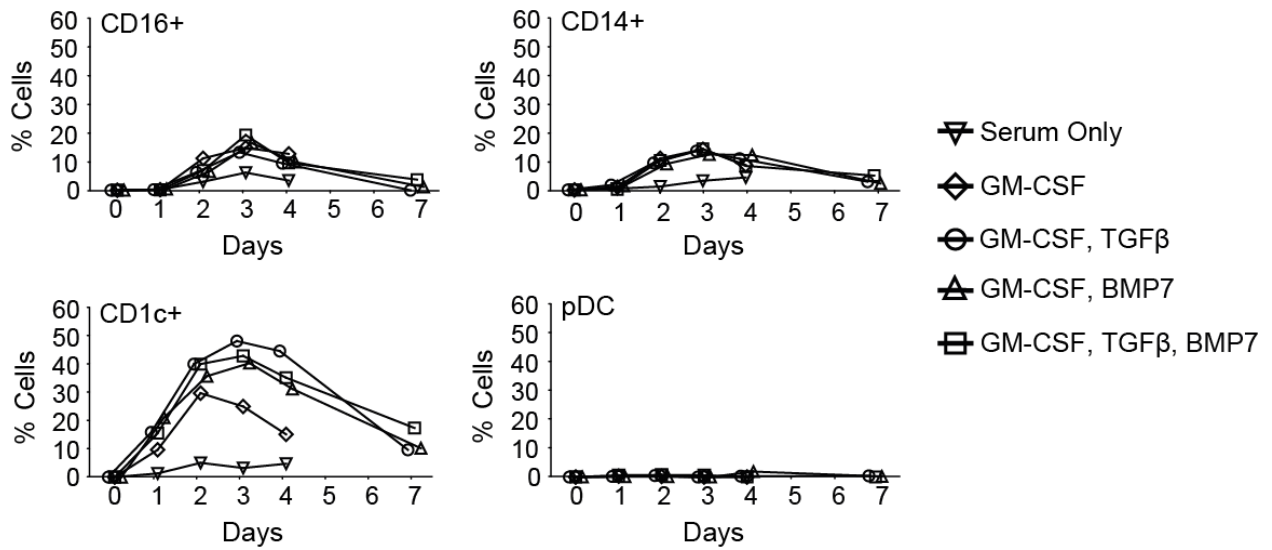 CD16+
60
50
40
30
20
10
0
% Cells
0 1 2 3 4 5 6 7
Days
CD14+
60
50
40
30
20
10
0
% Cells
0 1 2 3 4 5 6 7
Days
Serum Only
GM-CSF
GM-CSF, TGFβ
GM-CSF, BMP7
GM-CSF, TGFβ, BMP7
CD1c+
60
50
40
30
20
10
0
% Cells
0 1 2 3 4 5 6 7
Days
pDC
60
50
40
30
20
10
0
% Cells
0 1 2 3 4 5 6 7
Days